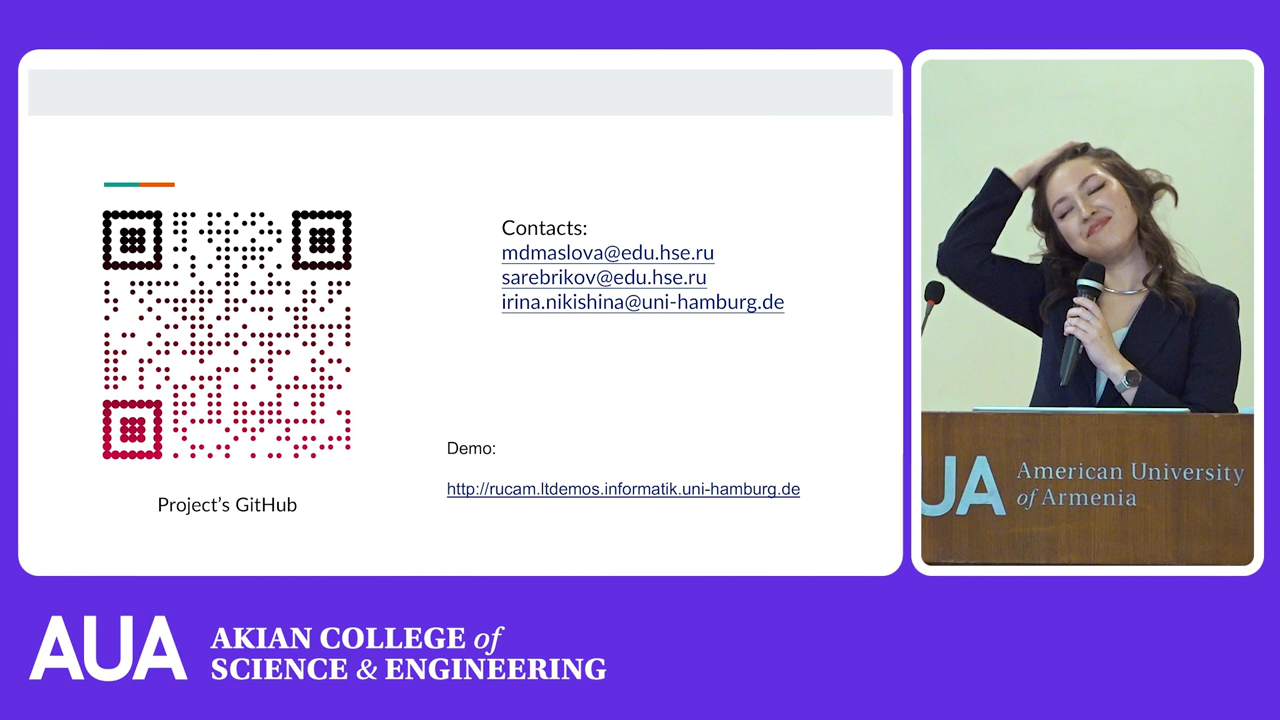 Contacts:
mdmaslova@edu.hse.ru
sarebrikov@edu.hse.ru
irina.nikishina@uni-hamburg.de
Demo:
http://rucam.ltdemos.informatik.uni-hamburg.de
Project's GitHub
UA American University
of Armenia
AUA AKIAN COLLEGE of
SCIENCE & ENGINEERING